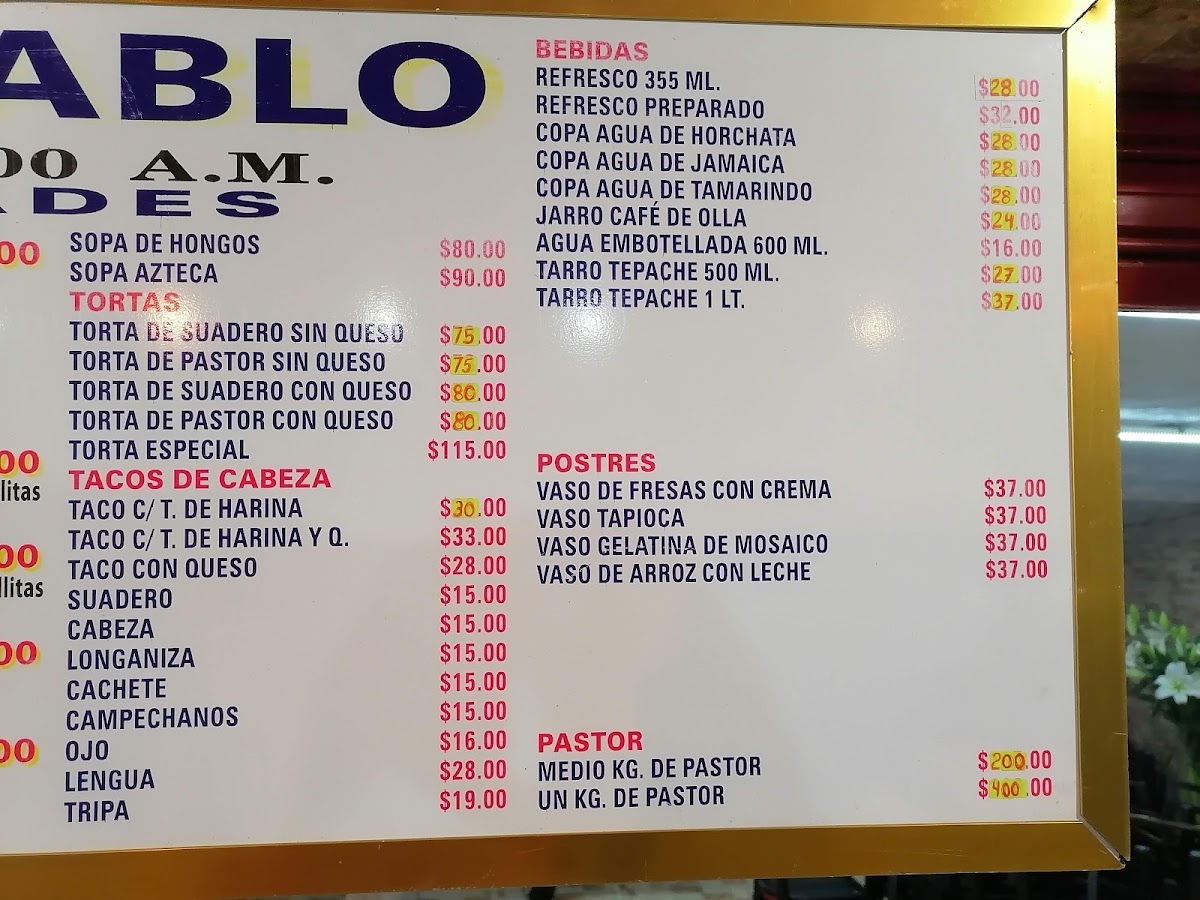 ABLO
00 A.M.
DES
00
SOPA DE HONGOS $80.00
SOPA AZTECA $90.00
TORTAS
TORTA DE SUADERO SIN QUESO $75.00
TORTA DE PASTOR SIN QUESO $75.00
TORTA DE SUADERO CON QUESO $80.00
TORTA DE PASTOR CON QUESO $80.00
TORTA ESPECIAL $115.00
00
litas
TACOS DE CABEZA
TACO C/ T. DE HARINA $30.00
TACO C/ T. DE HARINA Y Q. $33.00
TACO CON QUESO $28.00
00
llitas
SUADERO $15.00
CABEZA $15.00
LONGANIZA $15.00
00
CACHETE $15.00
CAMPECHANOS $15.00
OJO $16.00
00
LENGUA $28.00
TRIPA $19.00
BEBIDAS
REFRESCO 355 ML. $28.00
REFRESCO PREPARADO $32.00
COPA AGUA DE HORCHATA $28.00
COPA AGUA DE JAMAICA $28.00
COPA AGUA DE TAMARINDO $28.00
JARRO CAFÉ DE OLLA $24.00
AGUA EMBOTELLADA 600 ML. $16.00
TARRO TEPACHE 500 ML. $27.00
TARRO TEPACHE 1 LT. $37.00
POSTRES
VASO DE FRESAS CON CREMA $37.00
VASO TAPIOCA $37.00
VASO GELATINA DE MOSAICO $37.00
VASO DE ARROZ CON LECHE $37.00
PASTOR
MEDIO KG. DE PASTOR $200.00
UN KG. DE PASTOR $400.00